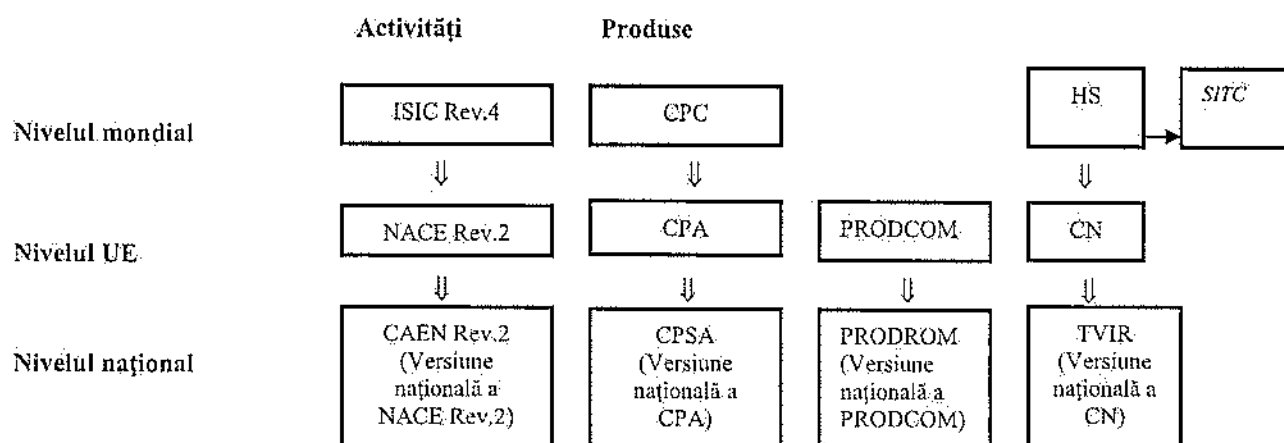 Activități Produse
Nivelul mondial
ISIC Rev.4
CPC
HS
SITC
Nivelul UE
NACE Rev.2
CPA
PRODCOM
CN
Nivelul național
CAEN Rev.2
(Versiune
națională a
NACE Rev.2)
CPSA
(Versiune
națională a
CPA)
PRODROM
(Versiune
națională a
PRODCOM)
TVIR
(Versiune
națională a
CN)